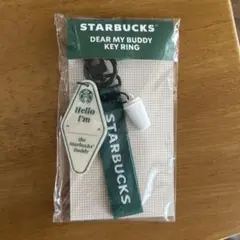 STARBUCKS
DEAR MY BUDDY
KEY RING
Hello
I'm
the Starbucks
Buddy
STARBUCKS